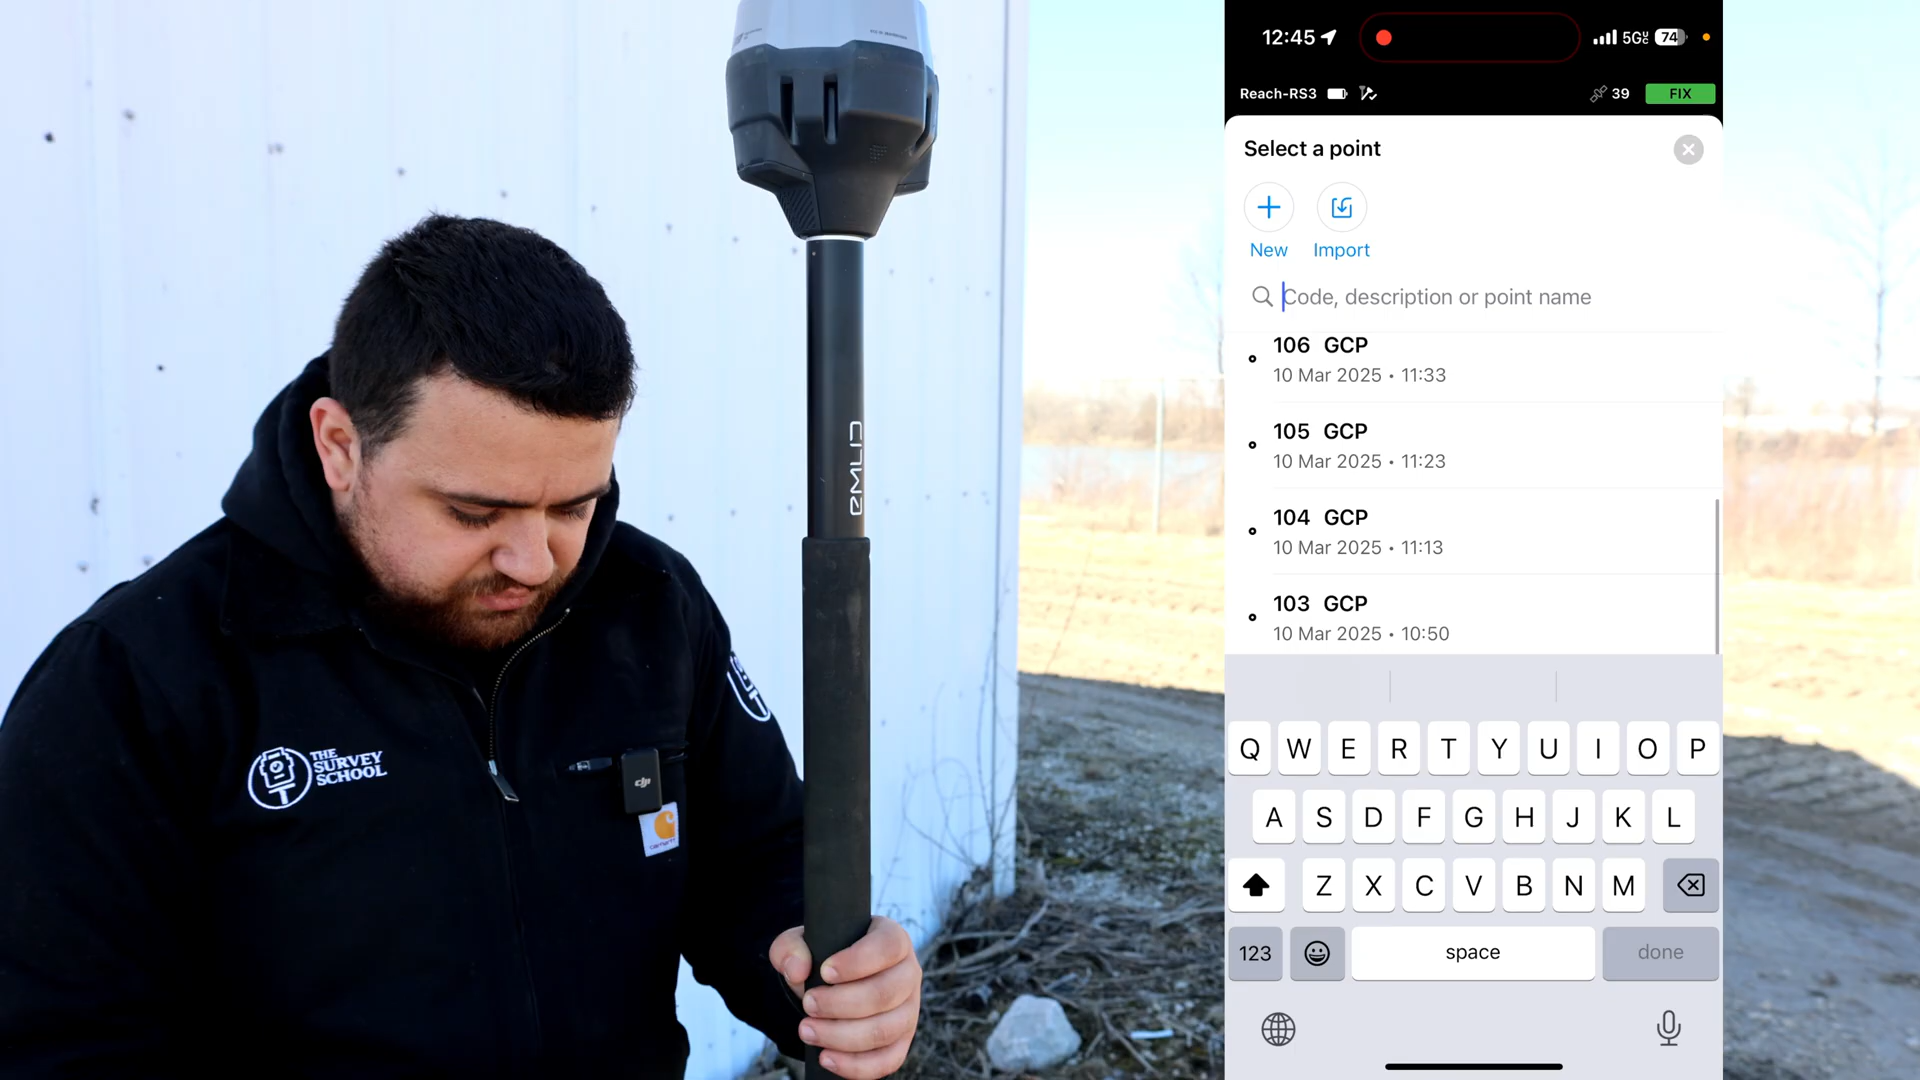 EMLID
THE
SURVEY
SCHOOL
dji
carhartt
12:45
5G
74
Reach-RS3
39
FIX
Select a point
New
Import
Code, description or point name
106 GCP
10 Mar 2025 • 11:33
105 GCP
10 Mar 2025 • 11:23
104 GCP
10 Mar 2025 • 11:13
103 GCP
10 Mar 2025 • 10:50
Q W E R T Y U I O P
A S D F G H J K L
Z X C V B N M
123
space
done